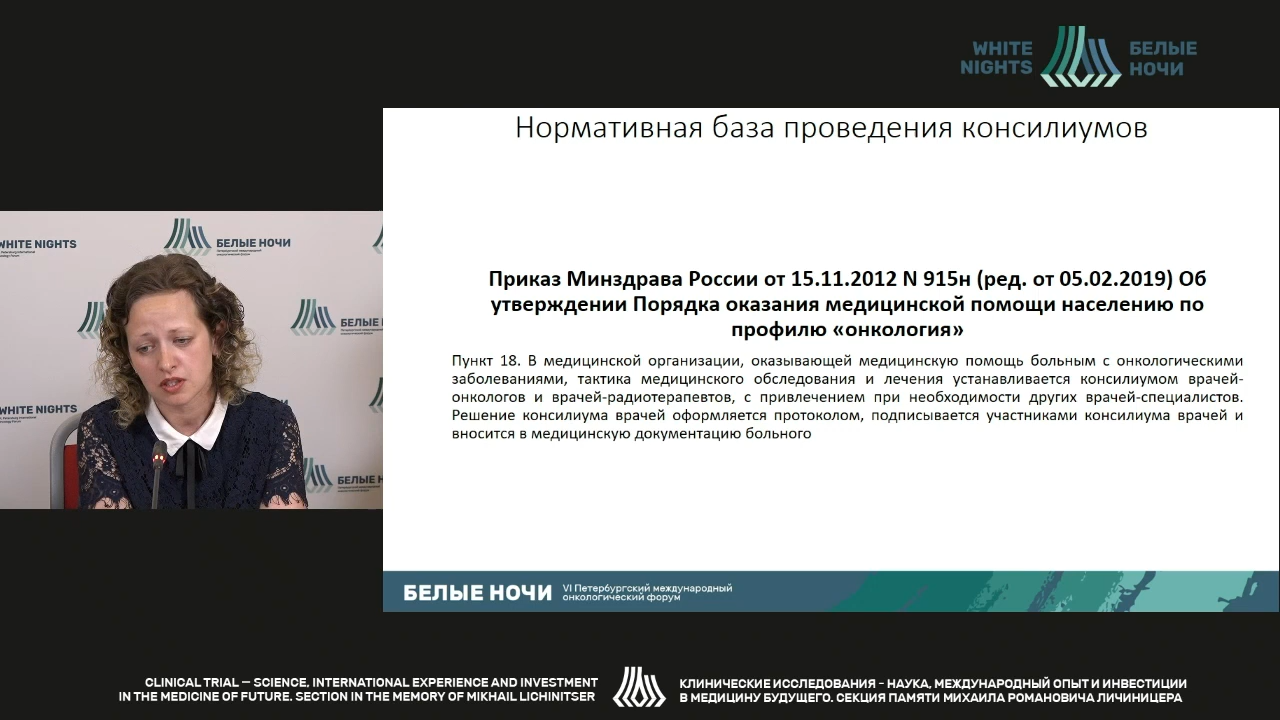 WHITE
NIGHTS
БЕЛЫЕ
НОЧИ
Нормативная база проведения консилиумов
Приказ Минздрава России от 15.11.2012 N 915н (ред. от 05.02.2019) Об
утверждении Порядка оказания медицинской помощи населению по
профилю «онкология»
Пункт 18. В медицинской организации, оказывающей медицинскую помощь больным с онкологическими
заболеваниями, тактика медицинского обследования и лечения устанавливается консилиумом врачей-
онкологов и врачей-радиотерапевтов, с привлечением при необходимости других врачей-специалистов.
Решение консилиума врачей оформляется протоколом, подписывается участниками консилиума врачей и
вносится в медицинскую документацию больного
WHITE NIGHTS
БЕЛЫЕ НОЧИ
БЕЛЫЕ
WHITE NIGHTS
БЕЛЫЕ
БЕЛЫЕ НОЧИ
VI Петербургский международный
онкологический форум
CLINICAL TRIAL – SCIENCE, INTERNATIONAL EXPERIENCE AND INVESTMENT
IN THE MEDICINE OF FUTURE. SECTION IN THE MEMORY OF MIKHAIL LICHINITSER
КЛИНИЧЕСКИЕ ИССЛЕДОВАНИЯ - НАУКА, МЕЖДУНАРОДНЫЙ ОПЫТ И ИНВЕСТИЦИИ
В МЕДИЦИНУ БУДУЩЕГО. СЕКЦИЯ ПАМЯТИ МИХАИЛА РОМАНОВИЧА ЛИЧИНИЦЕРА